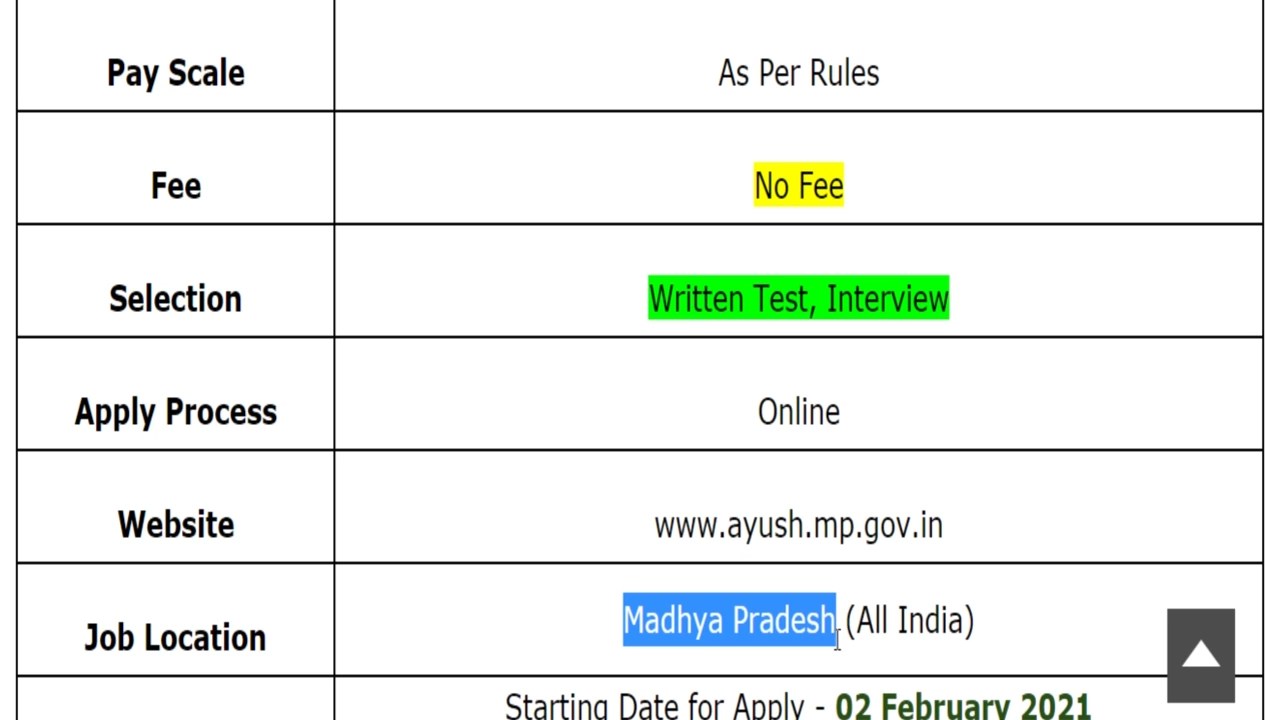 Pay Scale As Per Rules
Fee No Fee
Selection Written Test, Interview
Apply Process Online
Website www.ayush.mp.gov.in
Job Location Madhya Pradesh (All India)
Starting Date for Apply - 02 February 2021